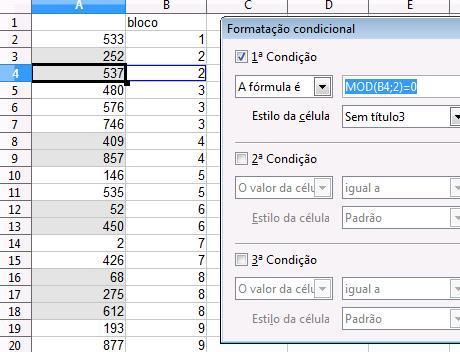 A B C D E
1 bloco
2 533 1
3 252 2
4 537 2
5 480 3
6 576 3
7 746 3
8 409 4
9 857 4
10 146 5
11 535 5
12 52 6
13 450 6
14 2 7
15 426 7
16 68 8
17 275 8
18 612 8
19 193 9
20 877 9
Formatação condicional
1ª Condição
A fórmula é MOD(B4;2)=0
Estilo da célula Sem título3
2ª Condição
O valor da célu igual a
Estilo da célula Padrão
3ª Condição
O valor da célu igual a
Estilo da célula Padrão